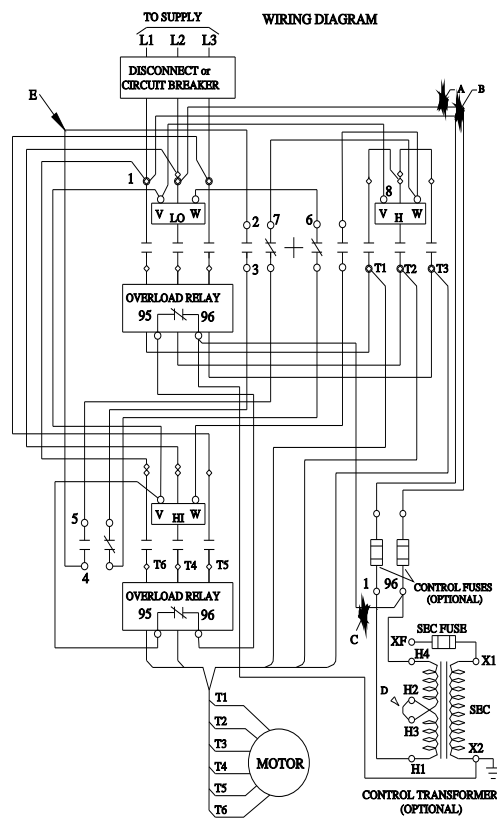 TO SUPPLY
WIRING DIAGRAM
L1 L2 L3
DISCONNECT or
CIRCUIT BREAKER
E
A B
1
V LO W
8
V H W
2 7 6
3
T1 T2 T3
OVERLOAD RELAY
95 96
V HI W
5
4
T6 T4 T5
OVERLOAD RELAY
95 96
1 96
CONTROL FUSES
(OPTIONAL)
C
SEC FUSE
XF
H4 X1
D
H2
H3
SEC
H1 X2
T1
T2
T3
T4
T5
T6
MOTOR
CONTROL TRANSFORMER
(OPTIONAL)